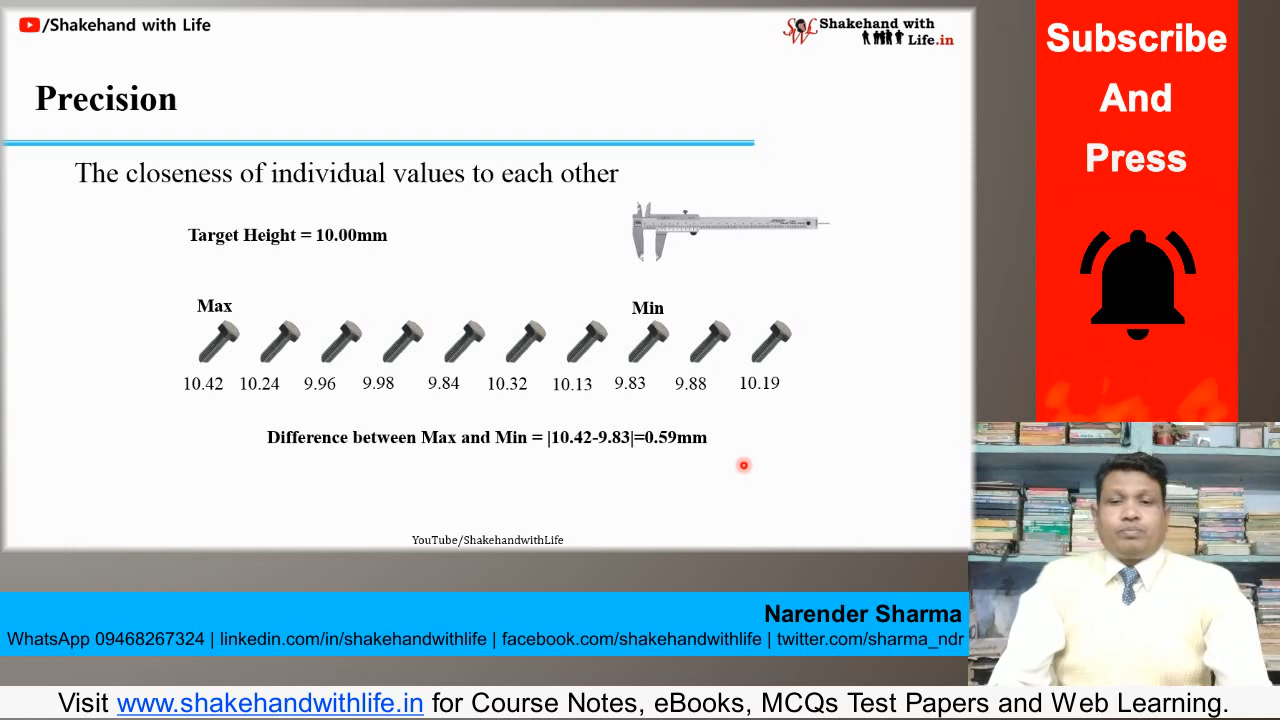 /Shakehand with Life
Shakehand with
Life.in
Precision
The closeness of individual values to each other
Target Height = 10.00mm
Max
Min
10.42 10.24 9.96 9.98 9.84 10.32 10.13 9.83 9.88 10.19
Difference between Max and Min = |10.42-9.83|=0.59mm
YouTube/ShakehandwithLife
Subscribe
And
Press
Narender Sharma
WhatsApp 09468267324 | linkedin.com/in/shakehandwithlife | facebook.com/shakehandwithlife | twitter.com/sharma_ndr
Visit www.shakehandwithlife.in for Course Notes, eBooks, MCQs Test Papers and Web Learning.